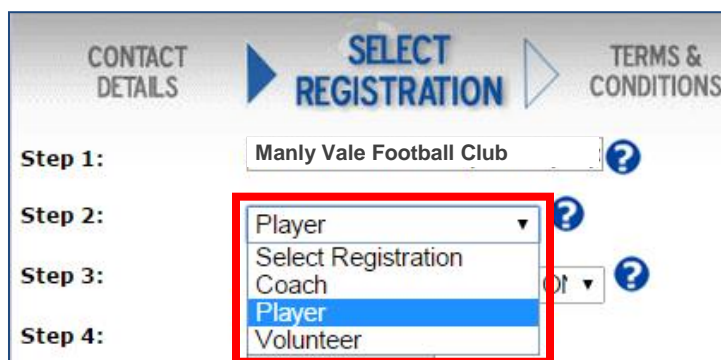 CONTACT
DETAILS
SELECT
REGISTRATION
TERMS &
CONDITIONS
Step 1:
Manly Vale Football Club
?
Step 2:
Player
?
Select Registration
Step 3:
Coach
?
Player
Step 4:
Volunteer